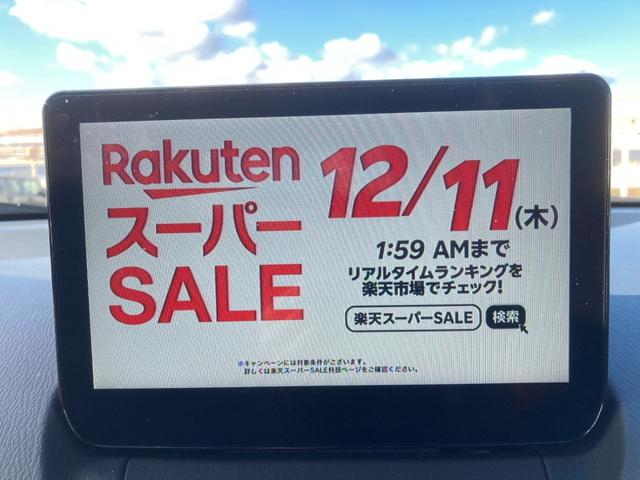 Rakuten
スーパー
SALE
12/11(木)
1:59 AMまで
リアルタイムランキングを
楽天市場でチェック!
楽天スーパーSALE 検索
※キャンペーンには対象条件がございます。
詳しくは楽天スーパーSALE特設ページをご確認ください。